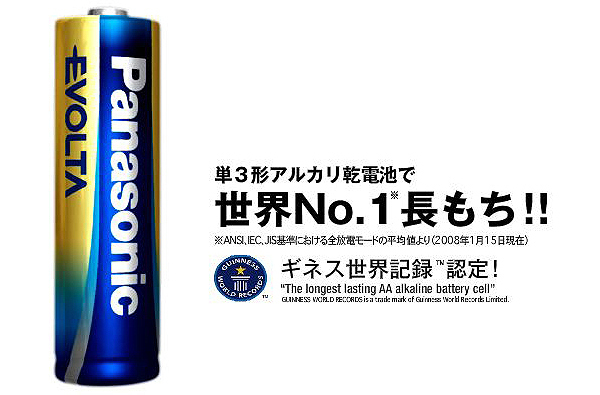 Panasonic
EVOLTA
単3形アルカリ乾電池で
世界No.1※長もち!!
※ANSI,IEC,JIS基準における全放電モードの平均値より(2008年1月15日現在)
GUINNESS
WORLD RECORDS
TM
ギネス世界記録™認定!
"The longest lasting AA alkaline battery cell"
GUINNESS WORLD RECORDS is a trade mark of Guinness World Records Limited.